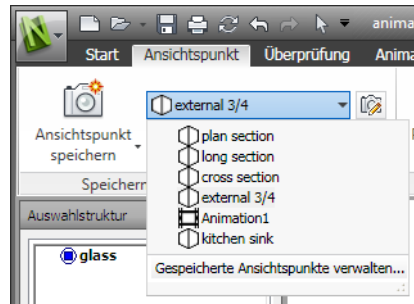 anima
Start Ansichtspunkt Überprüfung Anima
external 3/4
Ansichtspunkt
speichern
plan section
long section
cross section
external 3/4
Animation1
kitchen sink
Speichern
Gespeicherte Ansichtspunkte verwalten...
Auswahlstruktur
glass